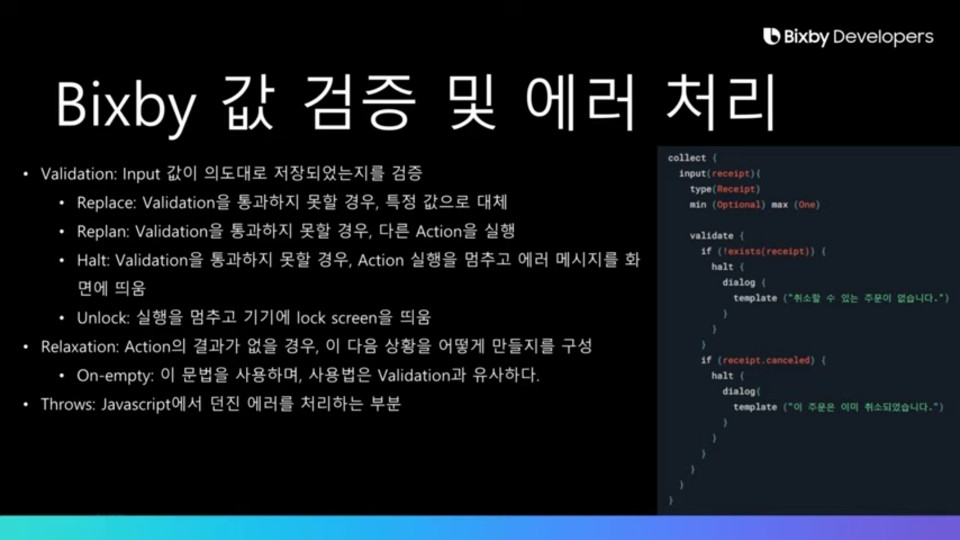 Bixby Developers
Bixby 값 검증 및 에러 처리
• Validation: Input 값이 의도대로 저장되었는지를 검증
• Replace: Validation을 통과하지 못할 경우, 특정 값으로 대체
• Replan: Validation을 통과하지 못할 경우, 다른 Action을 실행
• Halt: Validation을 통과하지 못할 경우, Action 실행을 멈추고 에러 메시지를 화
면에 띄움
• Unlock: 실행을 멈추고 기기에 lock screen을 띄움
• Relaxation: Action의 결과가 없을 경우, 이 다음 상황을 어떻게 만들지를 구성
• On-empty: 이 문법을 사용하며, 사용법은 Validation과 유사하다.
• Throws: Javascript에서 던진 에러를 처리하는 부분
collect {
input(receipt){
type(Receipt)
min (Optional) max (One)
validate {
if (!exists(receipt)) {
halt {
dialog {
template ("취소할 수 있는 주문이 없습니다.")
}
}
}
if (receipt.canceled) {
halt {
dialog{
template ("이 주문은 이미 취소되었습니다.")
}
}
}
}
}
}